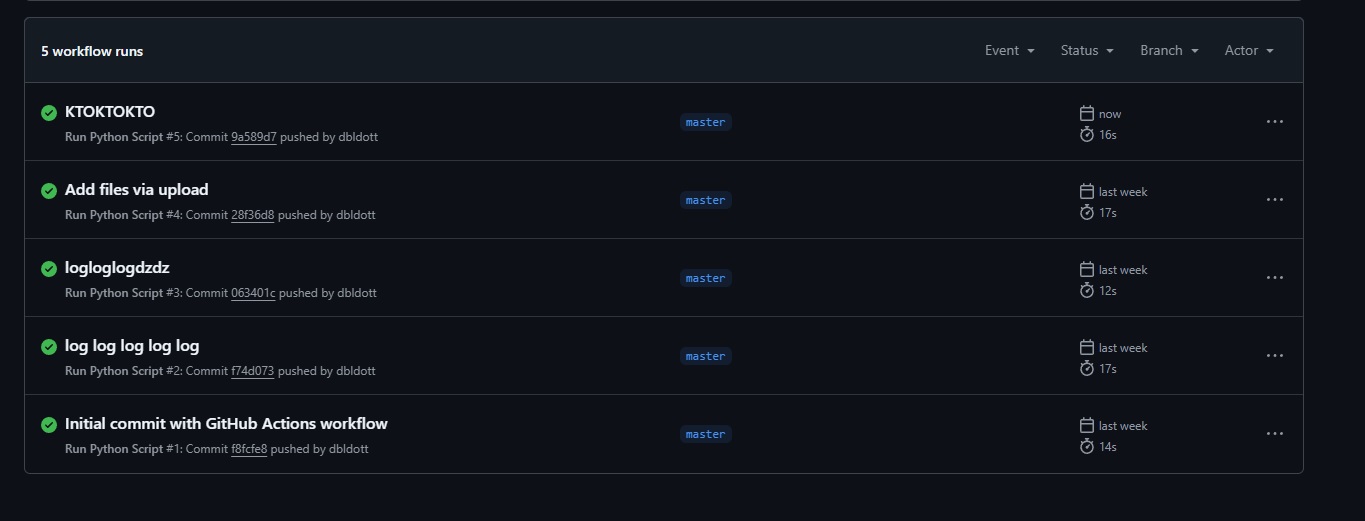 5 workflow runs
Event Status Branch Actor
KTOKTOKTO
Run Python Script #5: Commit 9a589d7 pushed by dbldott
master
now
16s
Add files via upload
Run Python Script #4: Commit 28f36d8 pushed by dbldott
master
last week
17s
logloglogdzdz
Run Python Script #3: Commit 063401c pushed by dbldott
master
last week
12s
log log log log log
Run Python Script #2: Commit f74d073 pushed by dbldott
master
last week
17s
Initial commit with GitHub Actions workflow
Run Python Script #1: Commit f8fcfe8 pushed by dbldott
master
last week
14s